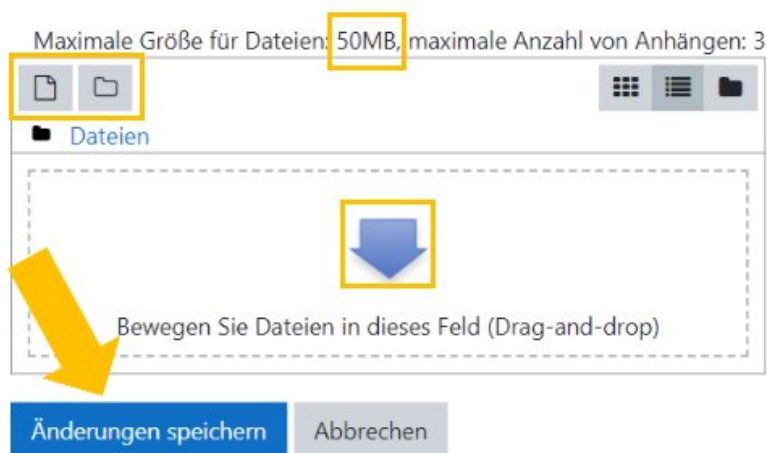 Maximale Größe für Dateien: 50MB, maximale Anzahl von Anhängen: 3
Dateien
Bewegen Sie Dateien in dieses Feld (Drag-and-drop)
Änderungen speichern Abbrechen